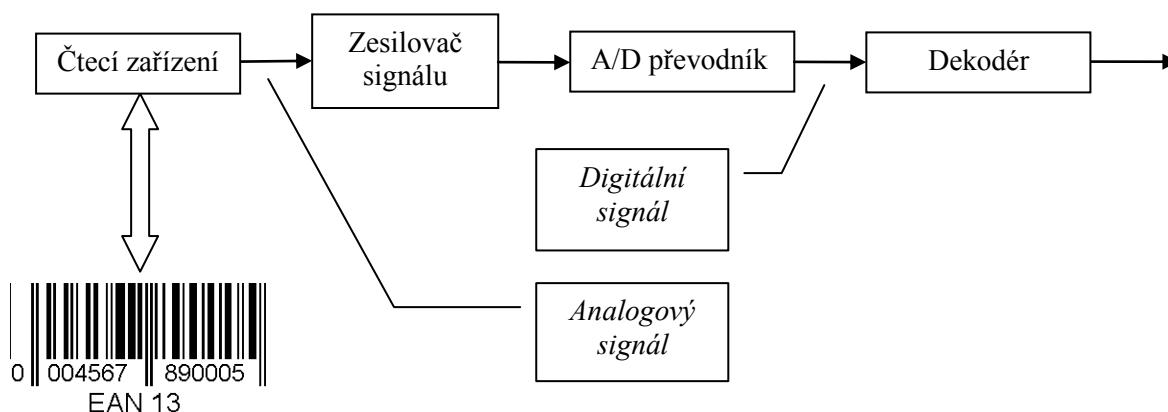 Čtecí zařízení
Zesilovač
signálu
A/D převodník
Dekodér
Digitální
signál
Analogový
signál
0 004567 890005
EAN 13